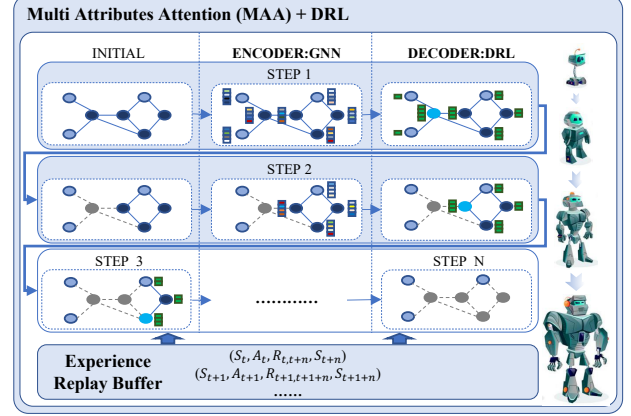 Multi Attributes Attention (MAA) + DRL
INITIAL
ENCODER:GNN
DECODER:DRL
STEP 1
STEP 2
STEP 3
STEP N
............
Experience
Replay Buffer
(S_t, A_t, R_{t,t+n}, S_{t+n})
(S_{t+1}, A_{t+1}, R_{t+1,t+1+n}, S_{t+1+n})
......